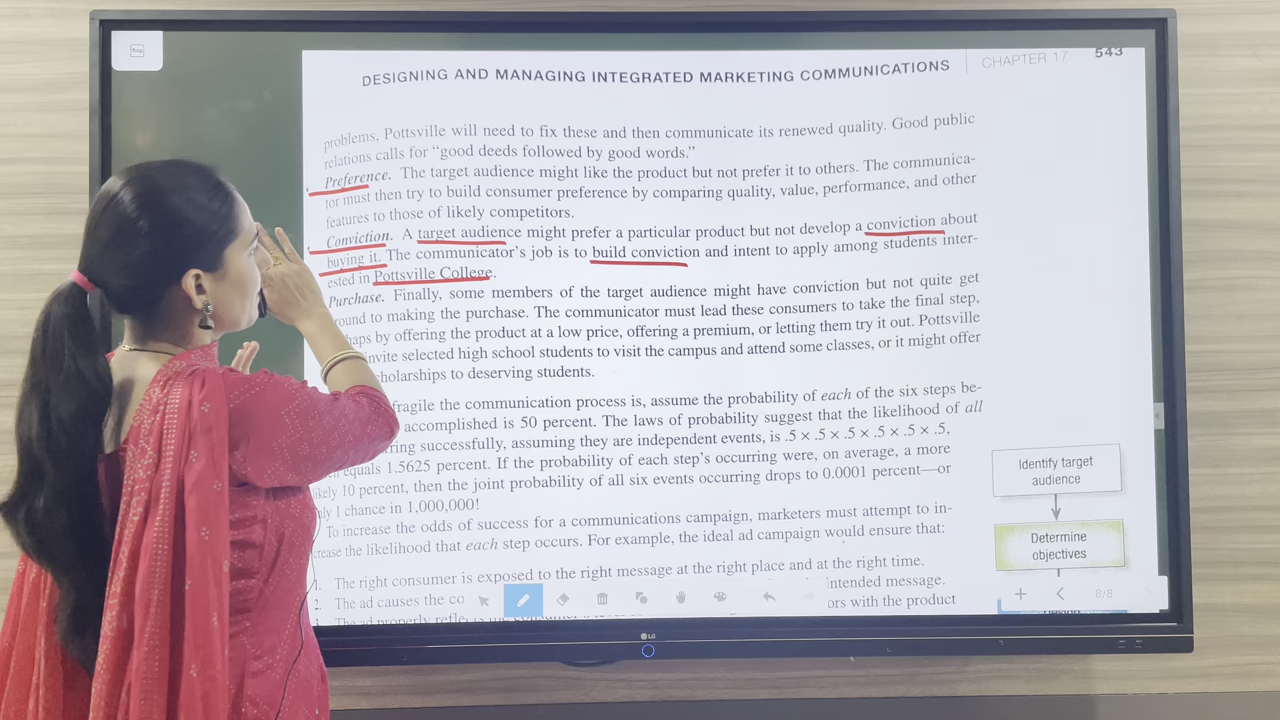 DESIGNING AND MANAGING INTEGRATED MARKETING COMMUNICATIONS CHAPTER 17 543
problems, Pottsville will need to fix these and then communicate its renewed quality. Good public
relations calls for “good deeds followed by good words.”
Preference. The target audience might like the product but not prefer it to others. The communica-
tor must then try to build consumer preference by comparing quality, value, performance, and other
features to those of likely competitors.
Conviction. A target audience might prefer a particular product but not develop a conviction about
buying it. The communicator’s job is to build conviction and intent to apply among students inter-
ested in Pottsville College.
Purchase. Finally, some members of the target audience might have conviction but not quite get
round to making the purchase. The communicator must lead these consumers to take the final step,
haps by offering the product at a low price, offering a premium, or letting them try it out. Pottsville
invite selected high school students to visit the campus and attend some classes, or it might offer
cholarships to deserving students.
fragile the communication process is, assume the probability of each of the six steps be-
accomplished is 50 percent. The laws of probability suggest that the likelihood of all
ring successfully, assuming they are independent events, is .5 × .5 × .5 × .5 × .5 × .5,
equals 1.5625 percent. If the probability of each step’s occurring were, on average, a more
ikely 10 percent, then the joint probability of all six events occurring drops to 0.0001 percent—or
ly 1 chance in 1,000,000!
To increase the odds of success for a communications campaign, marketers must attempt to in-
crease the likelihood that each step occurs. For example, the ideal ad campaign would ensure that:
1. The right consumer is exposed to the right message at the right place and at the right time.
2. The ad causes the co intended message.
The ad properly ors with the product
Identify target
audience
Determine
objectives
8/8
LG